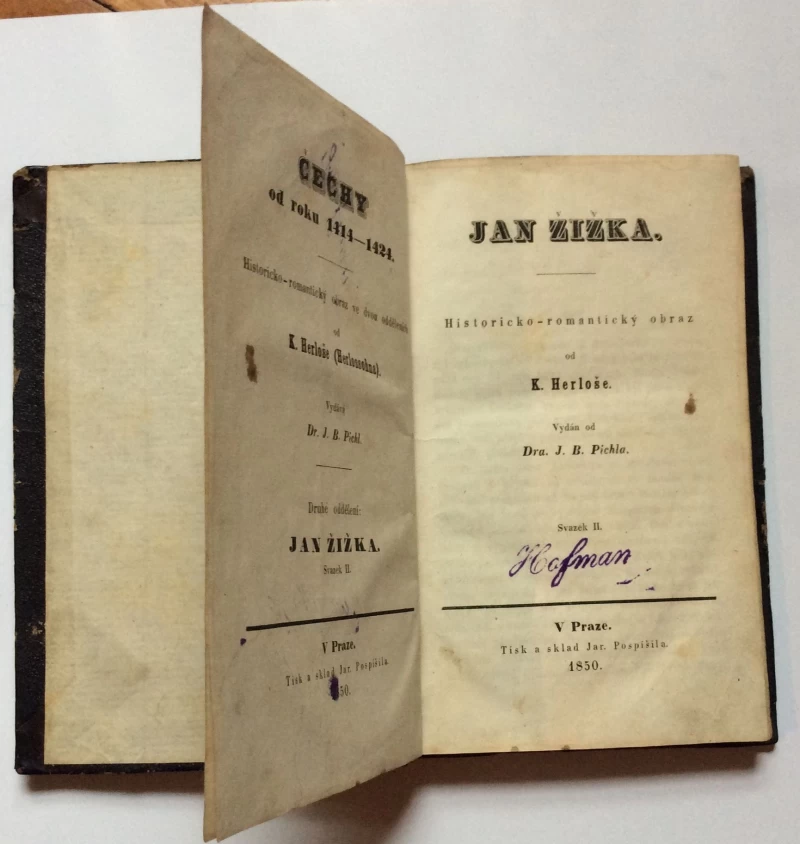 ČECHY
od roku 1414—1424.
Historicko-romantický obraz ve dvou odděleních
od
K. Herloše (Herlossohna).
Vydává
Dr. J. B. Pichl.
Druhé oddělení:
JAN ŽIŽKA.
Svazek II.
V Praze.
Tisk a sklad Jar. Pospíšila.
1850.
JAN ŽIŽKA.
Historicko-romantický obraz
od
K. Herloše.
Vydán od
Dra. J. B. Pichla.
Svazek II.
Hofman
V Praze.
Tisk a sklad Jar. Pospíšila.
1850.